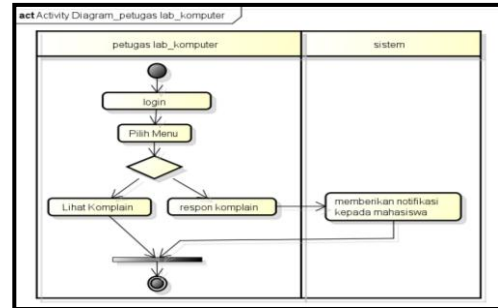 act Activity Diagram_petugas lab_komputer
petugas lab_komputer
sistem
login
Pilih Menu
Lihat Komplain
respon komplain
memberikan notifikasi
kepada mahasiswa